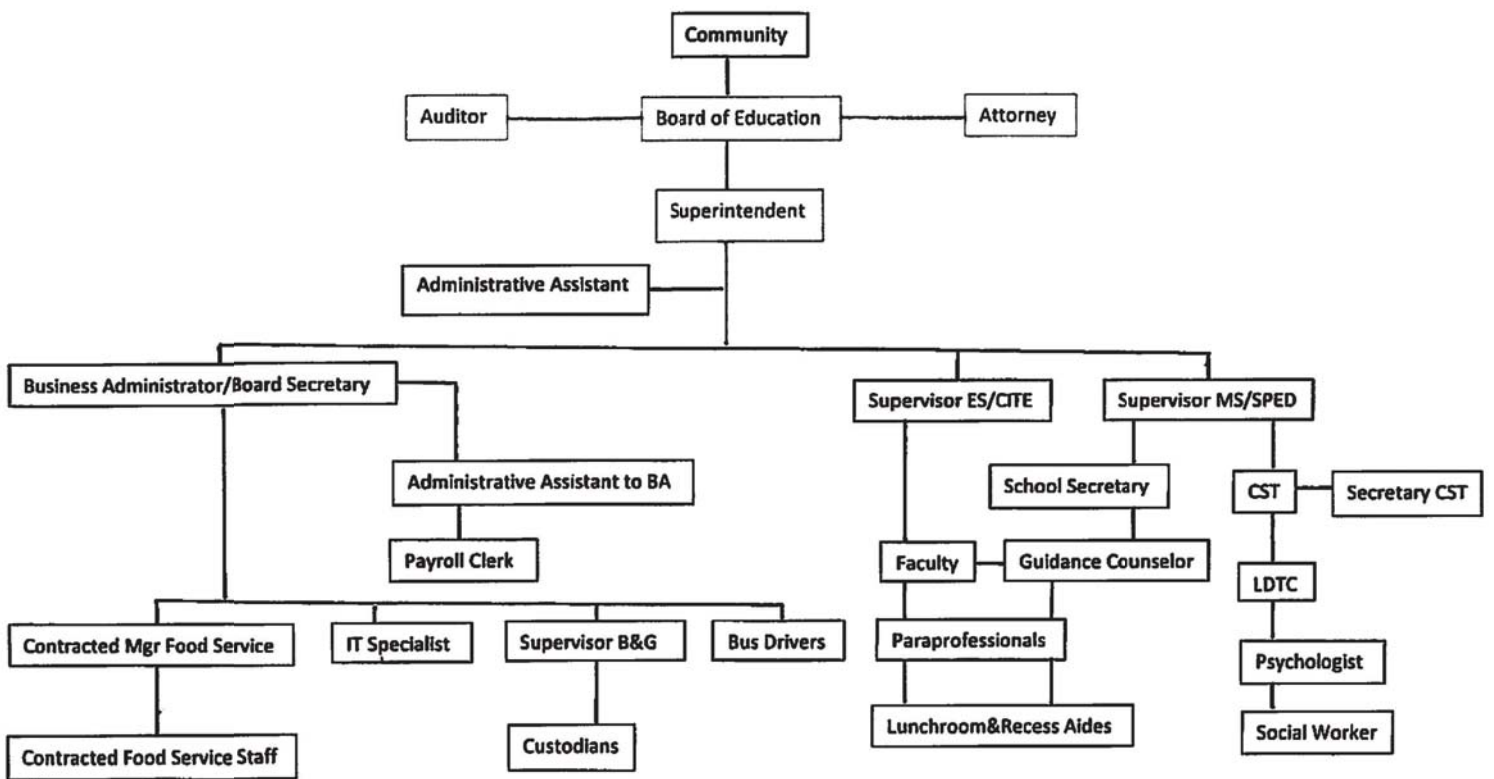 Community
Auditor
Board of Education
Attorney
Superintendent
Administrative Assistant
Business Administrator/Board Secretary
Supervisor ES/CITE
Supervisor MS/SPED
Administrative Assistant to BA
School Secretary
CST
Secretary CST
Payroll Clerk
Faculty
Guidance Counselor
LDTC
Contracted Mgr Food Service
IT Specialist
Supervisor B&G
Bus Drivers
Paraprofessionals
Psychologist
Contracted Food Service Staff
Custodians
Lunchroom&Recess Aides
Social Worker